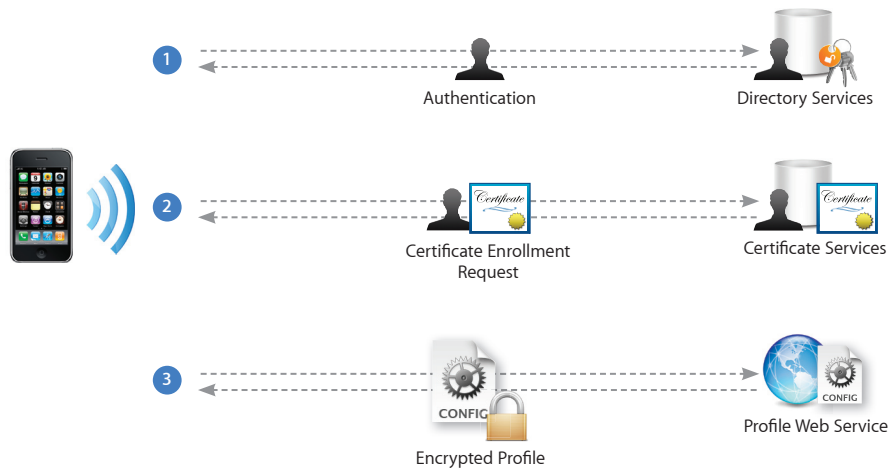 1
Authentication
Directory Services
2
Certificate
Certificate Enrollment
Request
Certificate
Certificate Services
3
CONFIG
Encrypted Profile
CONFIG
Profile Web Service